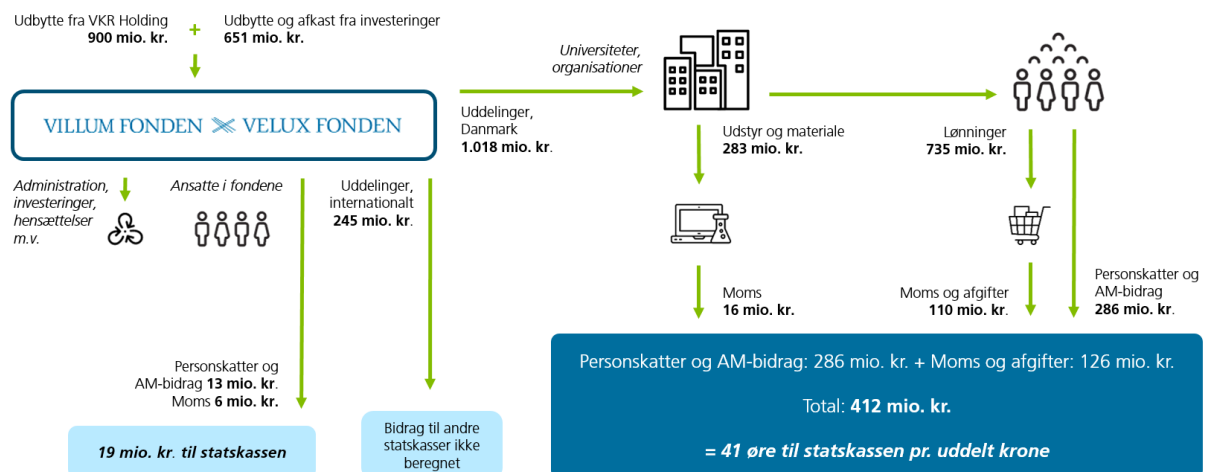 Udbytte fra VKR Holding
900 mio. kr.
+
Udbytte og afkast fra investeringer
651 mio. kr.
VILLUM FONDEN VELUX FONDEN
Universiteter,
organisationer
Uddelinger,
Danmark
1.018 mio. kr.
Udstyr og materiale
283 mio. kr.
Lønninger
735 mio.kr.
Administration,
investeringer,
hensættelser
m.v.
Ansatte i fondene
Uddelinger,
internationalt
245 mio. kr.
Moms
16 mio. kr.
Moms og afgifter
110 mio. kr.
Personskatter og
AM-bidrag
286 mio. kr.
Personskatter og
AM-bidrag 13 mio. kr.
Moms 6 mio.kr.
19 mio. kr. til statskassen
Bidrag til andre
statskasser ikke
beregnet
Personskatter og AM-bidrag: 286 mio. kr. + Moms og afgifter: 126 mio. kr.
Total: 412 mio. kr.
= 41 øre til statskassen pr. uddelt krone